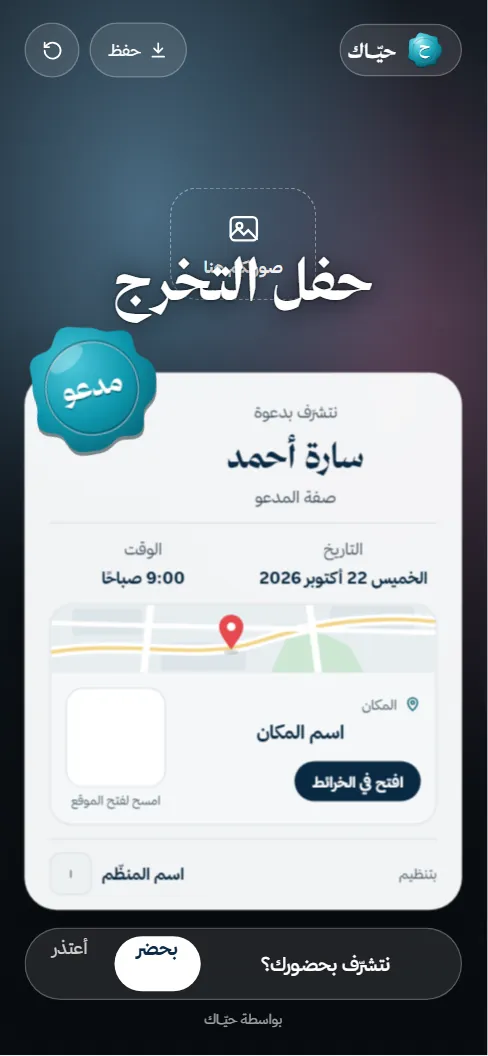 حيّاك
ح
حفظ
صورتكم هنا
حفل التخرج
مدعو
نتشرف بدعوة
سارة أحمد
صفة المدعو
التاريخ
الوقت
الخميس 22 أكتوبر 2026
9:00 صباحًا
المكان
اسم المكان
افتح في الخرائط
امسح لفتح الموقع
بتنظيم
اسم المنظّم
ا
نتشرّف بحضورك؟
بحضر
أعتذر
بواسطة حيّاك